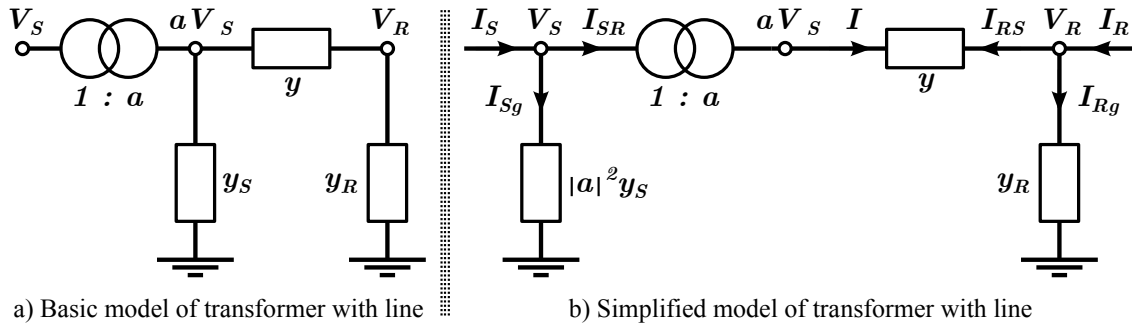 V_S aV_S V_R
y
1 : a
y_S y_R
a) Basic model of transformer with line
I_S V_S I_SR aV_S I I_RS V_R I_R
y
1 : a
I_Sg I_Rg
|a|²y_S y_R
b) Simplified model of transformer with line